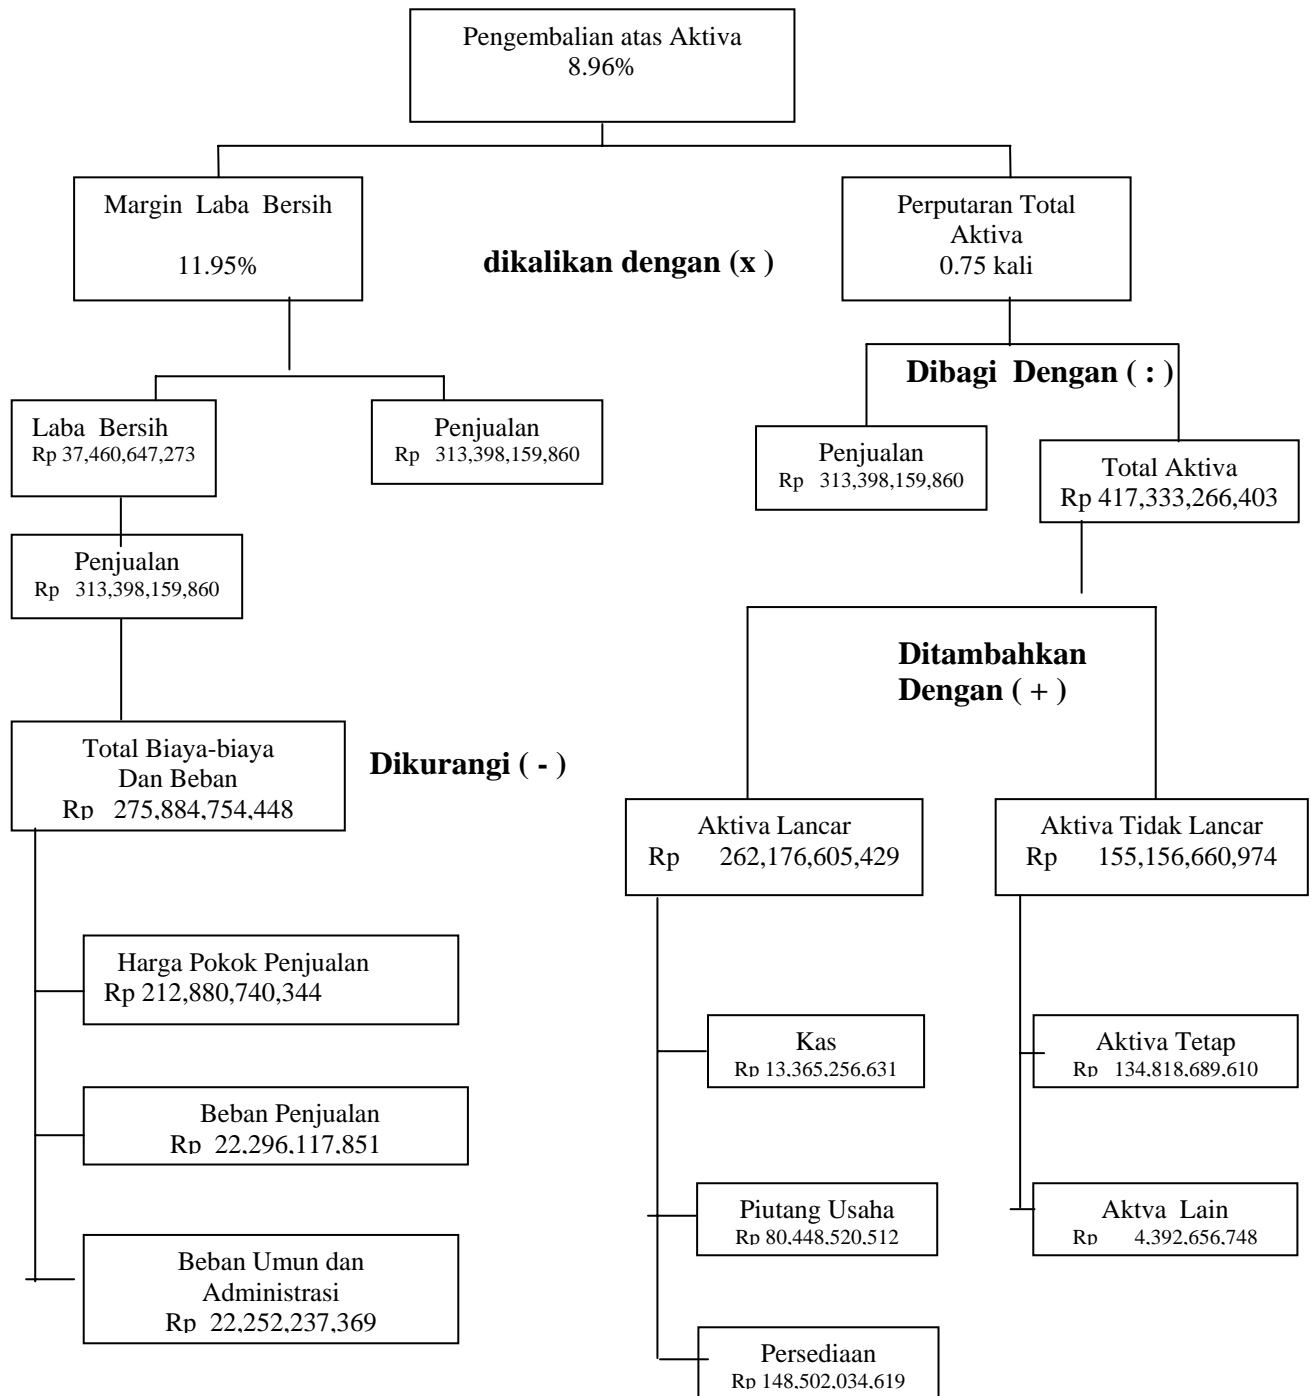 Pengembalian atas Aktiva
8.96%
Margin Laba Bersih
11.95%
dikalikan dengan (x )
Perputaran Total
Aktiva
0.75 kali
Dibagi Dengan ( : )
Laba Bersih
Rp 37,460,647,273
Penjualan
Rp 313,398,159,860
Penjualan
Rp 313,398,159,860
Total Aktiva
Rp 417,333,266,403
Penjualan
Rp 313,398,159,860
Ditambahkan
Dengan ( + )
Total Biaya-biaya
Dan Beban
Rp 275,884,754,448
Dikurangi ( - )
Aktiva Lancar
Rp 262,176,605,429
Aktiva Tidak Lancar
Rp 155,156,660,974
Harga Pokok Penjualan
Rp 212,880,740,344
Kas
Rp 13,365,256,631
Aktiva Tetap
Rp 134,818,689,610
Beban Penjualan
Rp 22,296,117,851
Piutang Usaha
Rp 80,448,520,512
Aktva Lain
Rp 4,392,656,748
Beban Umun dan
Administrasi
Rp 22,252,237,369
Persediaan
Rp 148,502,034,619